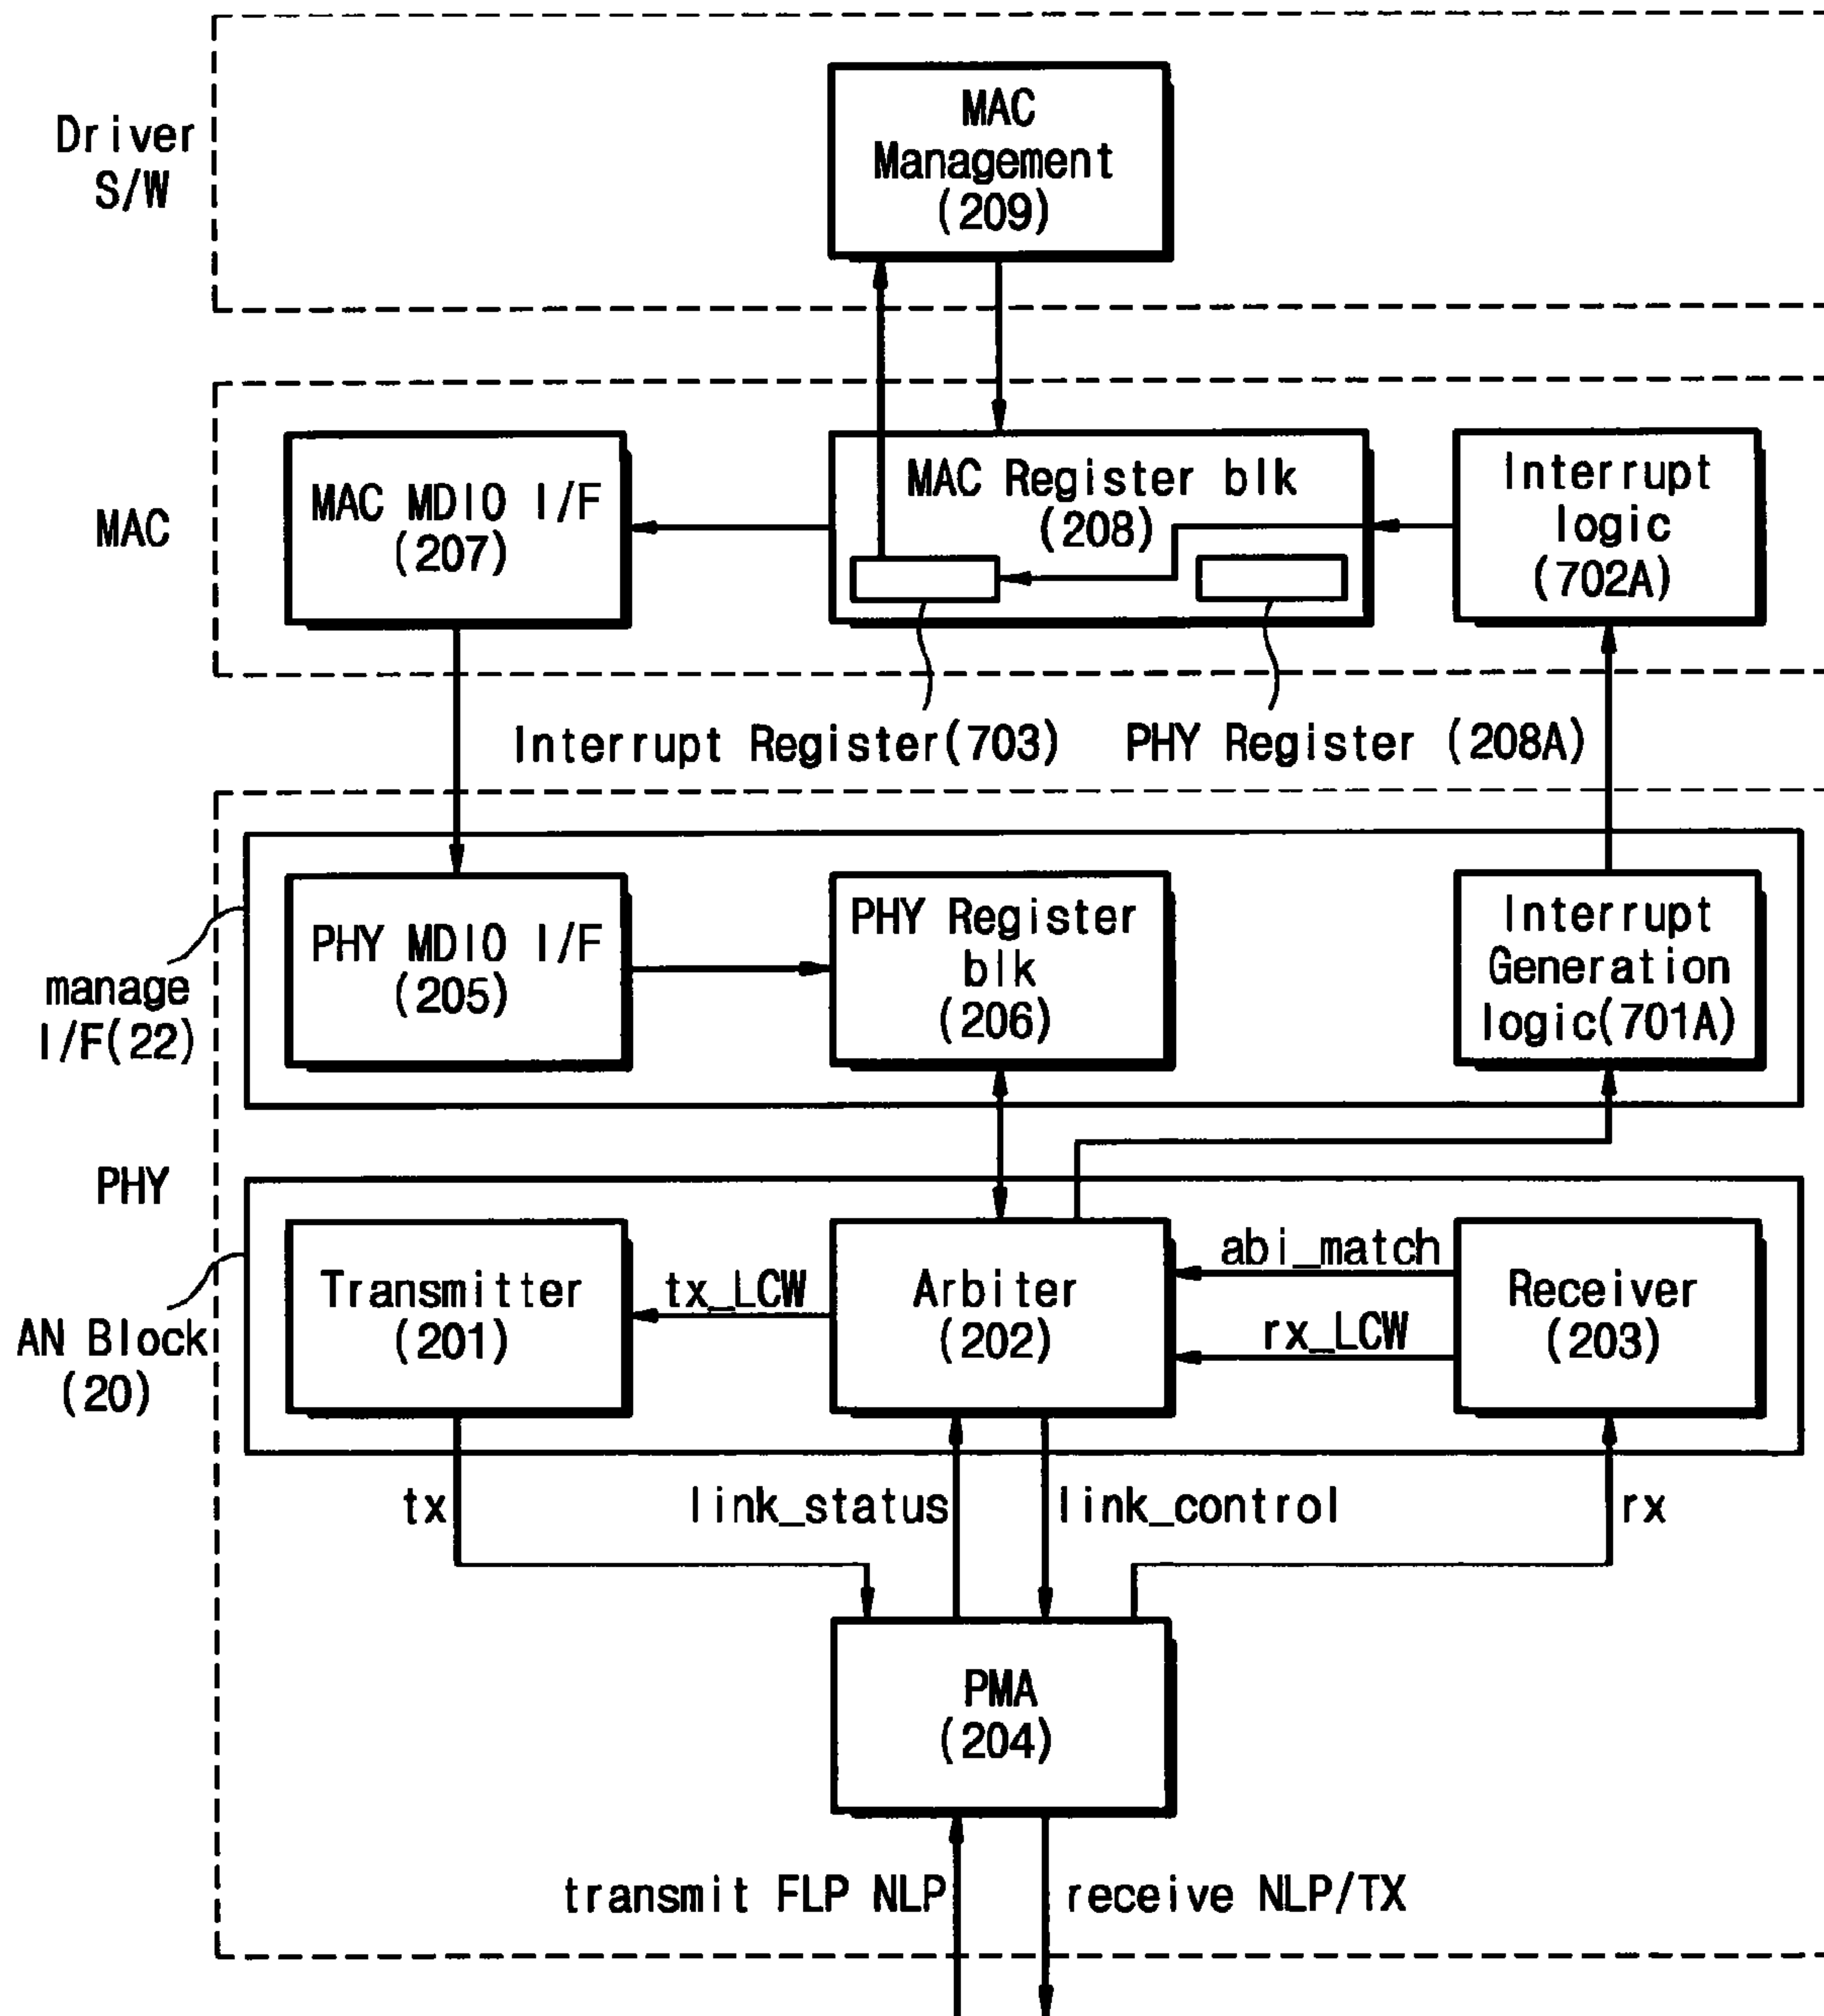 MAC
Management
(209)
Driver
S/W
MAC
MAC MDIO I/F
(207)
MAC Register blk
(208)
Interrupt
logic
(702A)
Interrupt Register(703)
PHY Register (208A)
manage
I/F(22)
PHY MDIO I/F
(205)
PHY Register
blk
(206)
Interrupt
Generation
logic(701A)
PHY
AN Block
(20)
Transmitter
(201)
tx_LCW
Arbiter
(202)
abi_match
rx_LCW
Receiver
(203)
tx
link_status
link_control
rx
PMA
(204)
transmit FLP NLP
receive NLP/TX